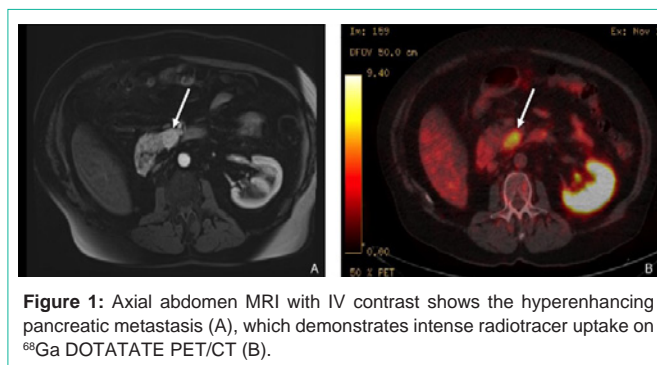 Im: 159
Ex: Nov
DFOV 50.0 cm
9.40
0.00
50 % PET
A
B
Figure 1: Axial abdomen MRI with IV contrast shows the hyperenhancing
pancreatic metastasis (A), which demonstrates intense radiotracer uptake on
⁶⁸Ga DOTATATE PET/CT (B).